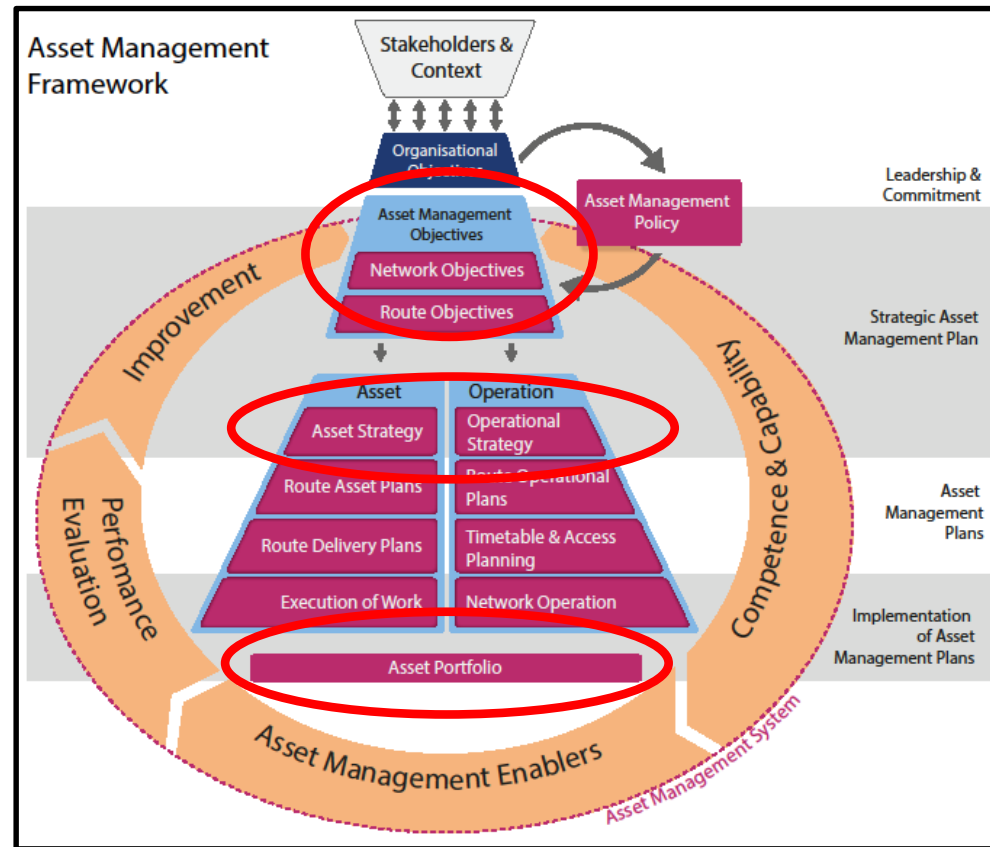 Asset Management
Framework
Stakeholders &
Context
Organisational
Objectives
Leadership &
Commitment
Asset Management
Policy
Asset Management
Objectives
Network Objectives
Route Objectives
Strategic Asset
Management Plan
Improvement
Competence & Capability
Asset
Operation
Asset Strategy
Operational
Strategy
Route Asset Plans
Route Operational
Plans
Asset
Management
Plans
Perfomance
Evaluation
Route Delivery Plans
Timetable & Access
Planning
Execution of Work
Network Operation
Implementation
of Asset
Management Plans
Asset Portfolio
Asset Management Enablers
Asset Management System